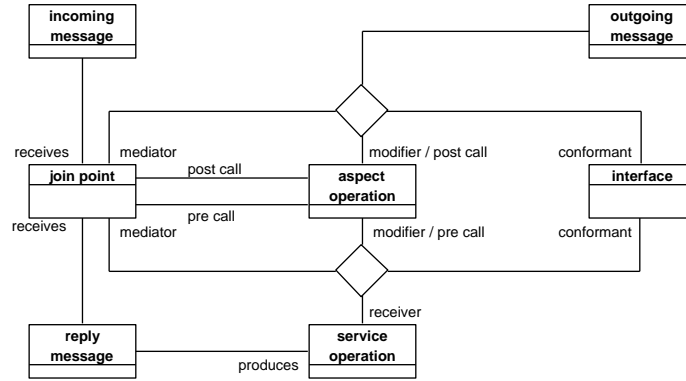 incoming
message
outgoing
message
receives
mediator
modifier / post call
conformant
join point
post call
aspect
operation
interface
pre call
receives
mediator
modifier / pre call
conformant
receiver
reply
message
service
operation
produces